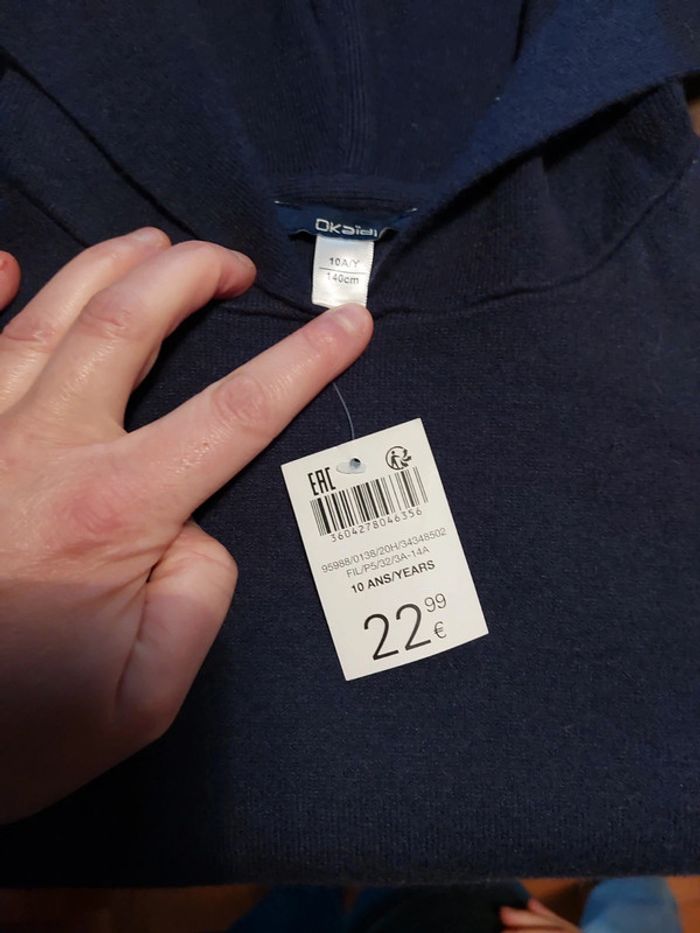 Okaïdi
10A/Y
140cm
EAC
3604278046356
95988/0138/20H/34348502
FIL/P5/32/3A-14A
10 ANS/YEARS
22 99
€